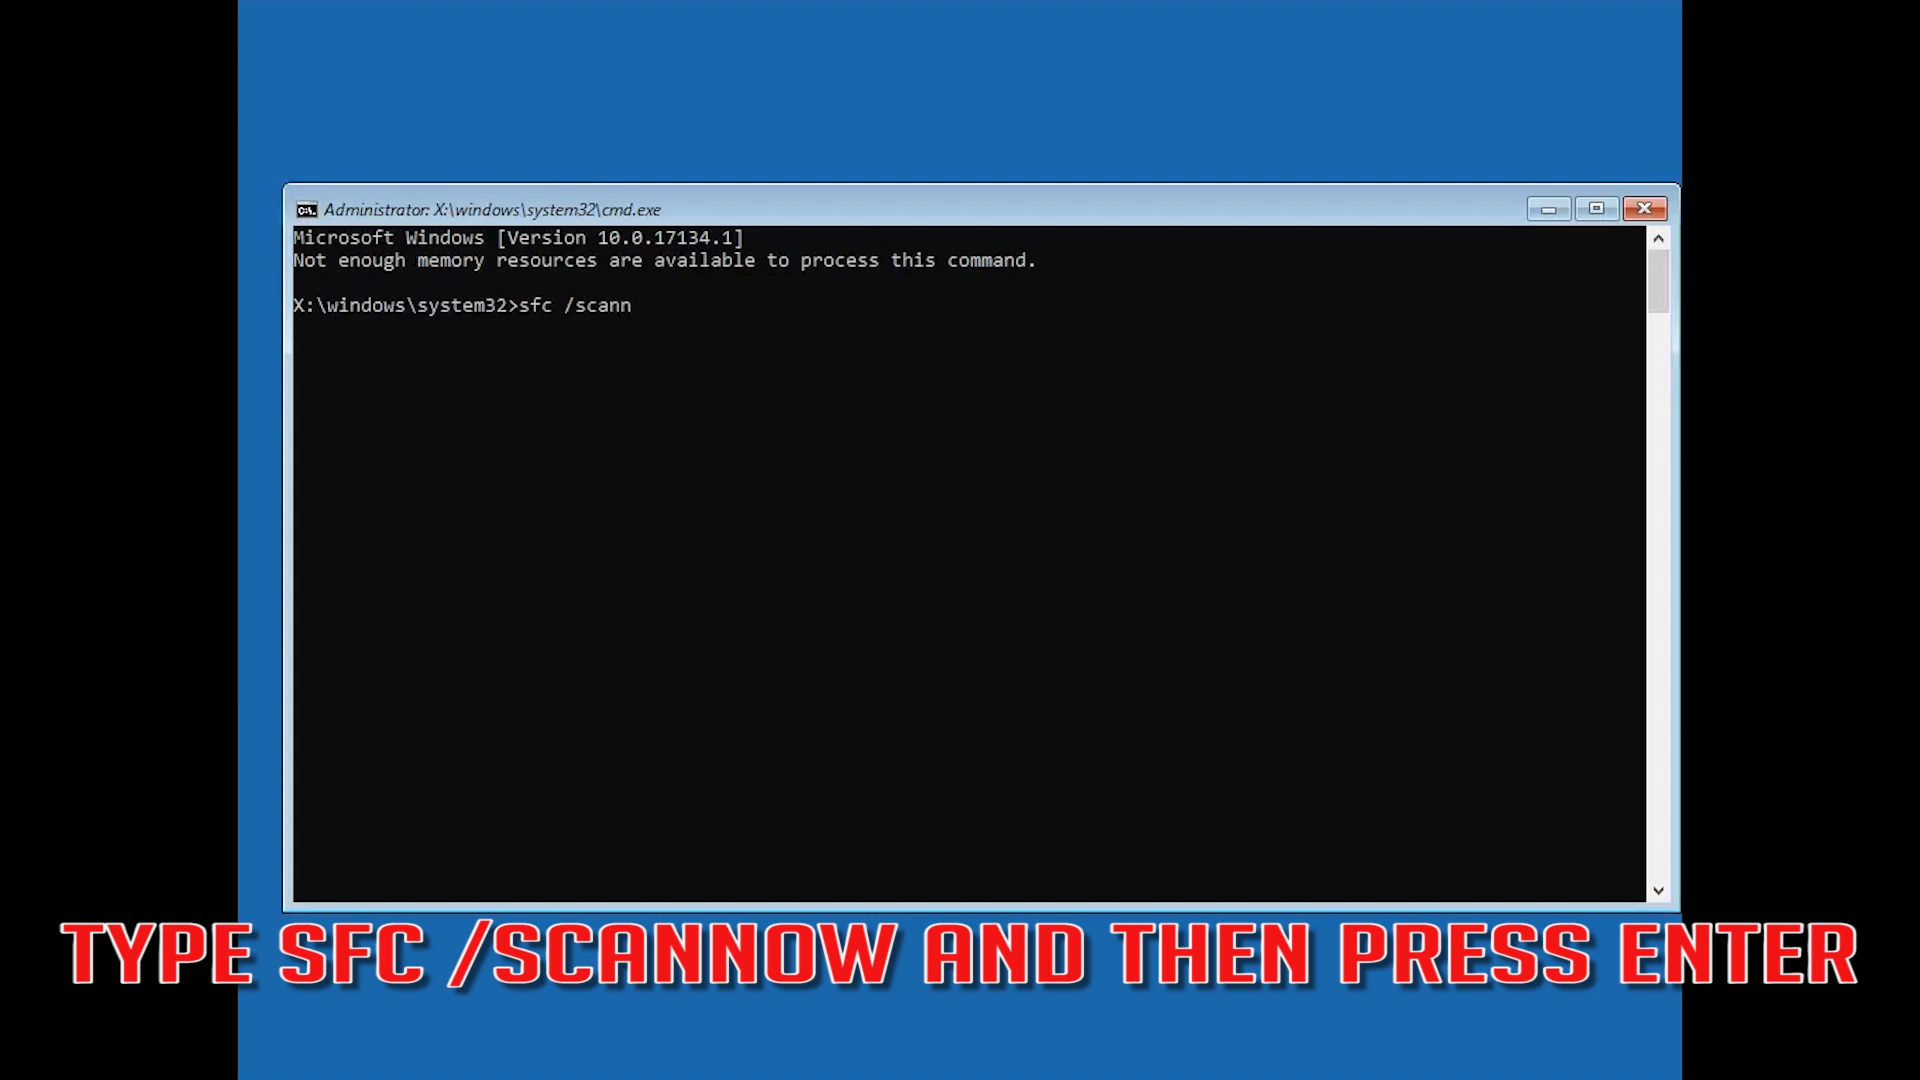 Administrator: X:\windows\system32\cmd.exe
Microsoft Windows [Version 10.0.17134.1]
Not enough memory resources are available to process this command.
X:\windows\system32>sfc /scann
TYPE SFC /SCANNOW AND THEN PRESS ENTER